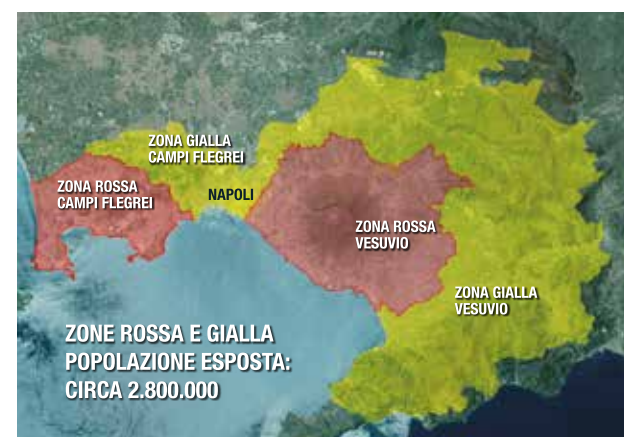 ZONA GIALLA
CAMPI FLEGREI
ZONA ROSSA
CAMPI FLEGREI
NAPOLI
ZONA ROSSA
VESUVIO
ZONA GIALLA
VESUVIO
ZONE ROSSA E GIALLA
POPOLAZIONE ESPOSTA:
CIRCA 2.800.000